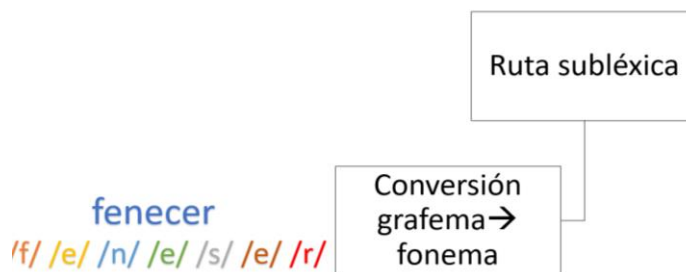 Ruta subléxica
Conversión
grafema→
fonema
fenecer
/f/ /e/ /n/ /e/ /s/ /e/ /r/